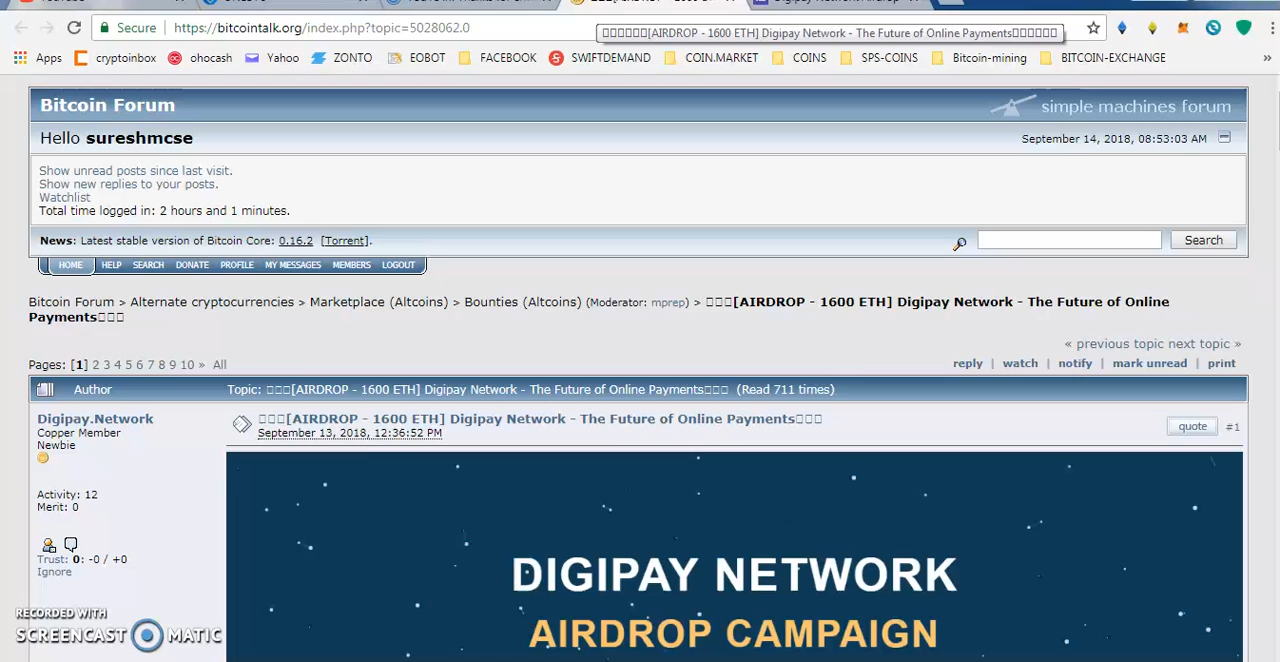 Secure https://bitcointalk.org/index.php?topic=5028062.0
[AIRDROP - 1600 ETH] Digipay Network - The Future of Online Payments
Apps cryptoinbox ohocash Yahoo ZONTO EOBOT FACEBOOK SWIFTDEMAND COIN.MARKET COINS SPS-COINS Bitcoin-mining BITCOIN-EXCHANGE »
Bitcoin Forum simple machines forum
Hello sureshmcse September 14, 2018, 08:53:03 AM
Show unread posts since last visit.
Show new replies to your posts.
Watchlist
Total time logged in: 2 hours and 1 minutes.
News: Latest stable version of Bitcoin Core: 0.16.2 [Torrent]. Search
HOME HELP SEARCH DONATE PROFILE MY MESSAGES MEMBERS LOGOUT
Bitcoin Forum > Alternate cryptocurrencies > Marketplace (Altcoins) > Bounties (Altcoins) (Moderator: mprep) > [AIRDROP - 1600 ETH] Digipay Network - The Future of Online
Payments
« previous topic next topic »
Pages: [1] 2 3 4 5 6 7 8 9 10 » All
reply | watch | notify | mark unread | print
Author Topic: [AIRDROP - 1600 ETH] Digipay Network - The Future of Online Payments (Read 711 times)
Digipay.Network
Copper Member
Newbie
Activity: 12
Merit: 0
Trust: 0: -0 / +0
Ignore
[AIRDROP - 1600 ETH] Digipay Network - The Future of Online Payments
September 13, 2018, 12:36:52 PM
quote #1
DIGIPAY NETWORK
AIRDROP CAMPAIGN
RECORDED WITH
SCREENCAST MATIC